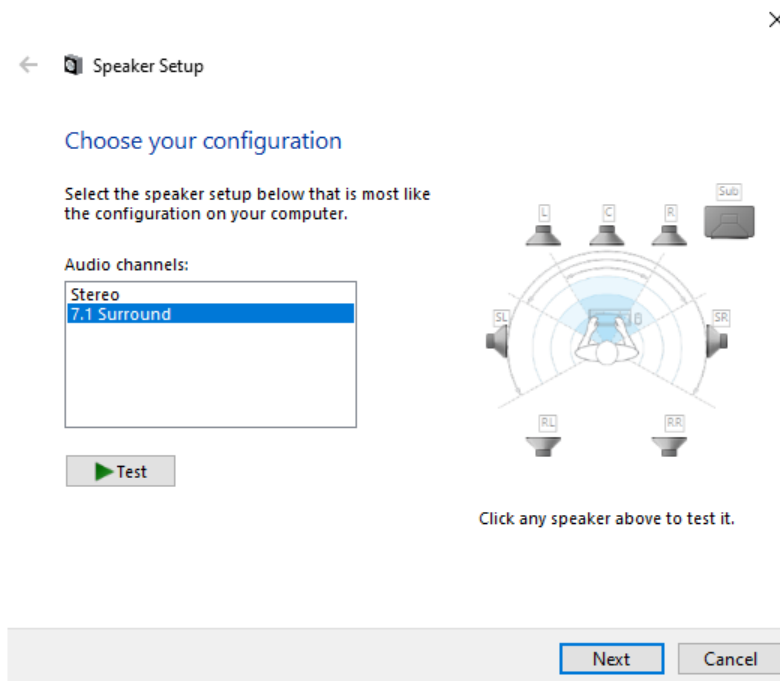 Speaker Setup
Choose your configuration
Select the speaker setup below that is most like
the configuration on your computer.
Audio channels:
Stereo
7.1 Surround
Test
Sub
L
C
R
SL
SR
RL
RR
Click any speaker above to test it.
Next
Cancel